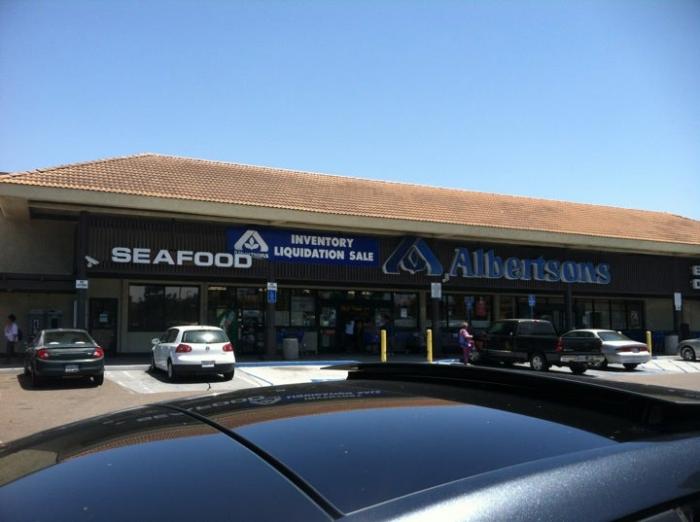 SEAFOOD
INVENTORY
LIQUIDATION SALE
Albertsons